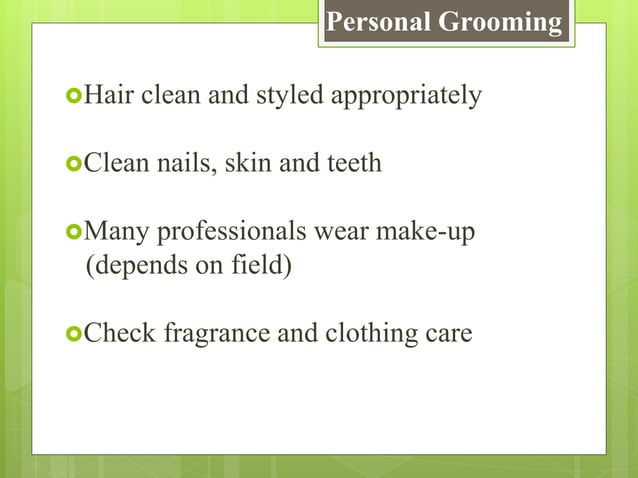 Personal Grooming
Hair clean and styled appropriately
Clean nails, skin and teeth
Many professionals wear make-up
(depends on field)
Check fragrance and clothing care